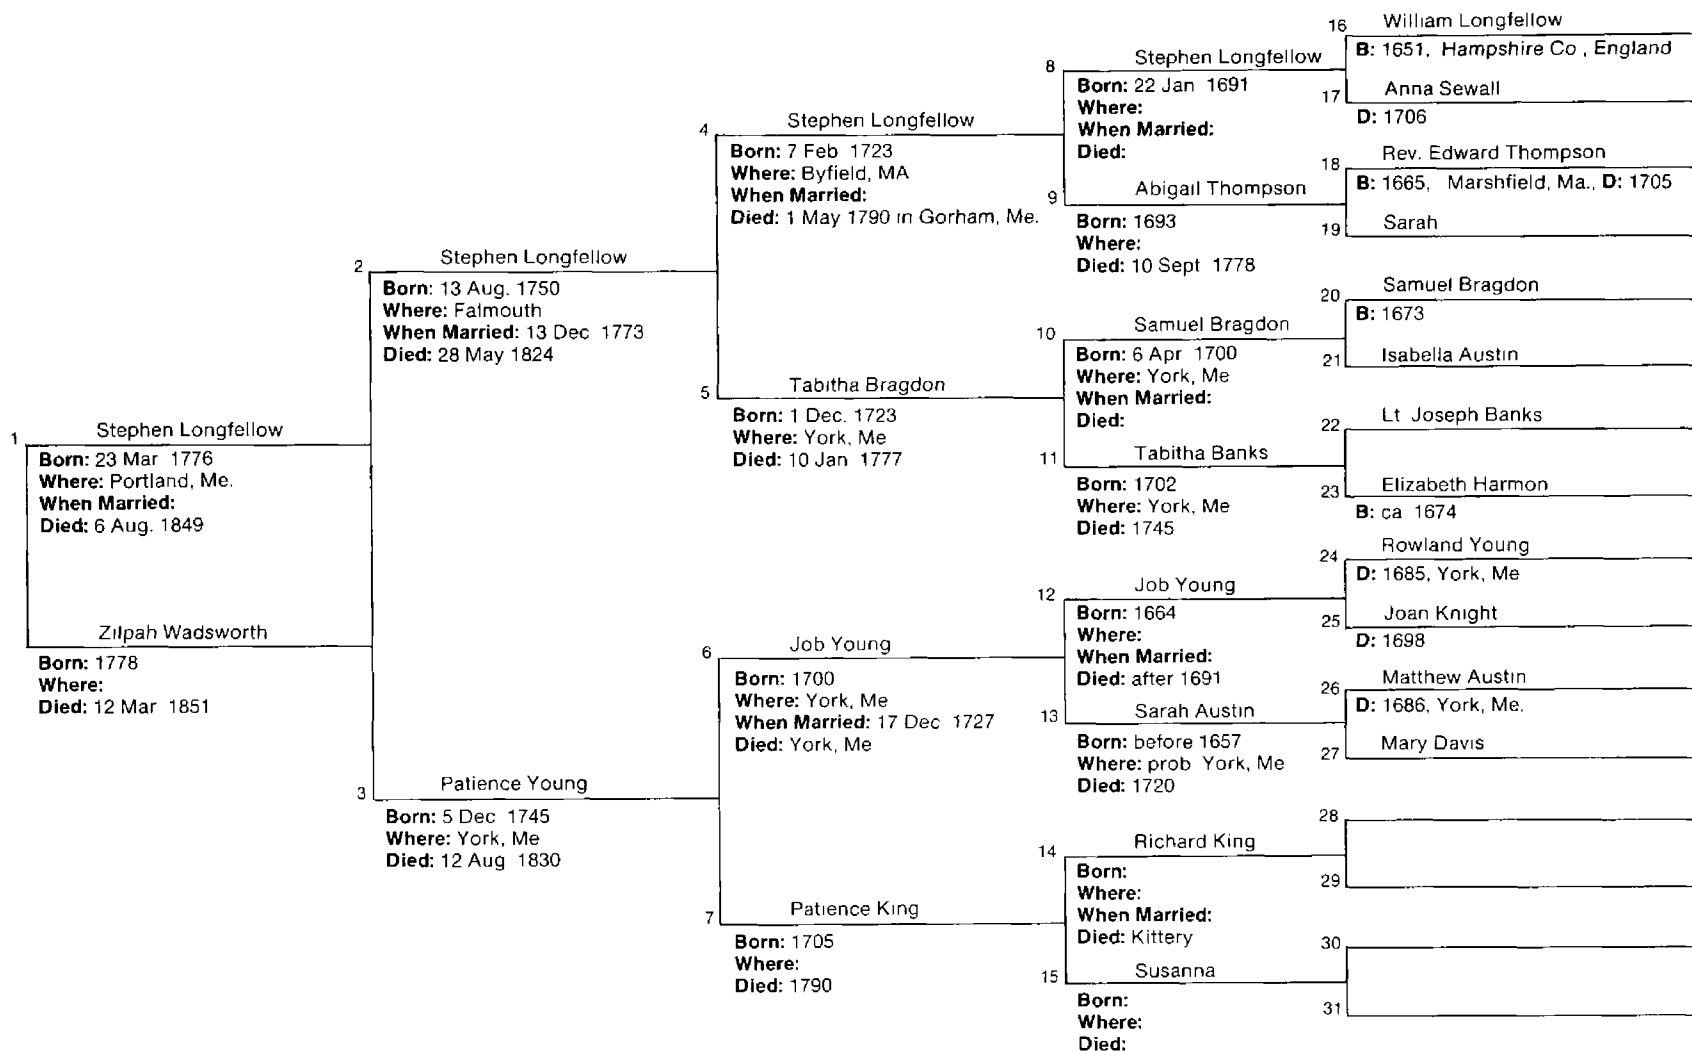 1
Stephen Longfellow
Born: 23 Mar 1776
Where: Portland, Me.
When Married:
Died: 6 Aug. 1849
Zilpah Wadsworth
Born: 1778
Where:
Died: 12 Mar 1851
2
Stephen Longfellow
Born: 13 Aug. 1750
Where: Falmouth
When Married: 13 Dec 1773
Died: 28 May 1824
3
Patience Young
Born: 5 Dec 1745
Where: York, Me
Died: 12 Aug 1830
4
Stephen Longfellow
Born: 7 Feb 1723
Where: Byfield, MA
When Married:
Died: 1 May 1790 in Gorham, Me.
5
Tabitha Bragdon
Born: 1 Dec. 1723
Where: York, Me
Died: 10 Jan 1777
6
Job Young
Born: 1700
Where: York, Me
When Married: 17 Dec 1727
Died: York, Me
7
Patience King
Born: 1705
Where:
Died: 1790
8
Stephen Longfellow
Born: 22 Jan 1691
Where:
When Married:
Died:
9
Abigail Thompson
Born: 1693
Where:
Died: 10 Sept 1778
10
Samuel Bragdon
Born: 6 Apr 1700
Where: York, Me
When Married:
Died:
11
Tabitha Banks
Born: 1702
Where: York, Me
Died: 1745
12
Job Young
Born: 1664
Where:
When Married:
Died: after 1691
13
Sarah Austin
Born: before 1657
Where: prob York, Me
Died: 1720
14
Richard King
Born:
Where:
When Married:
Died: Kittery
15
Susanna
Born:
Where:
Died:
16
William Longfellow
B: 1651, Hampshire Co , England
17
Anna Sewall
D: 1706
18
Rev. Edward Thompson
B: 1665, Marshfield, Ma., D: 1705
19
Sarah
20
Samuel Bragdon
B: 1673
21
Isabella Austin
22
Lt Joseph Banks
23
Elizabeth Harmon
B: ca 1674
24
Rowland Young
D: 1685, York, Me
25
Joan Knight
D: 1698
26
Matthew Austin
D: 1686, York, Me.
27
Mary Davis
28
29
30
31